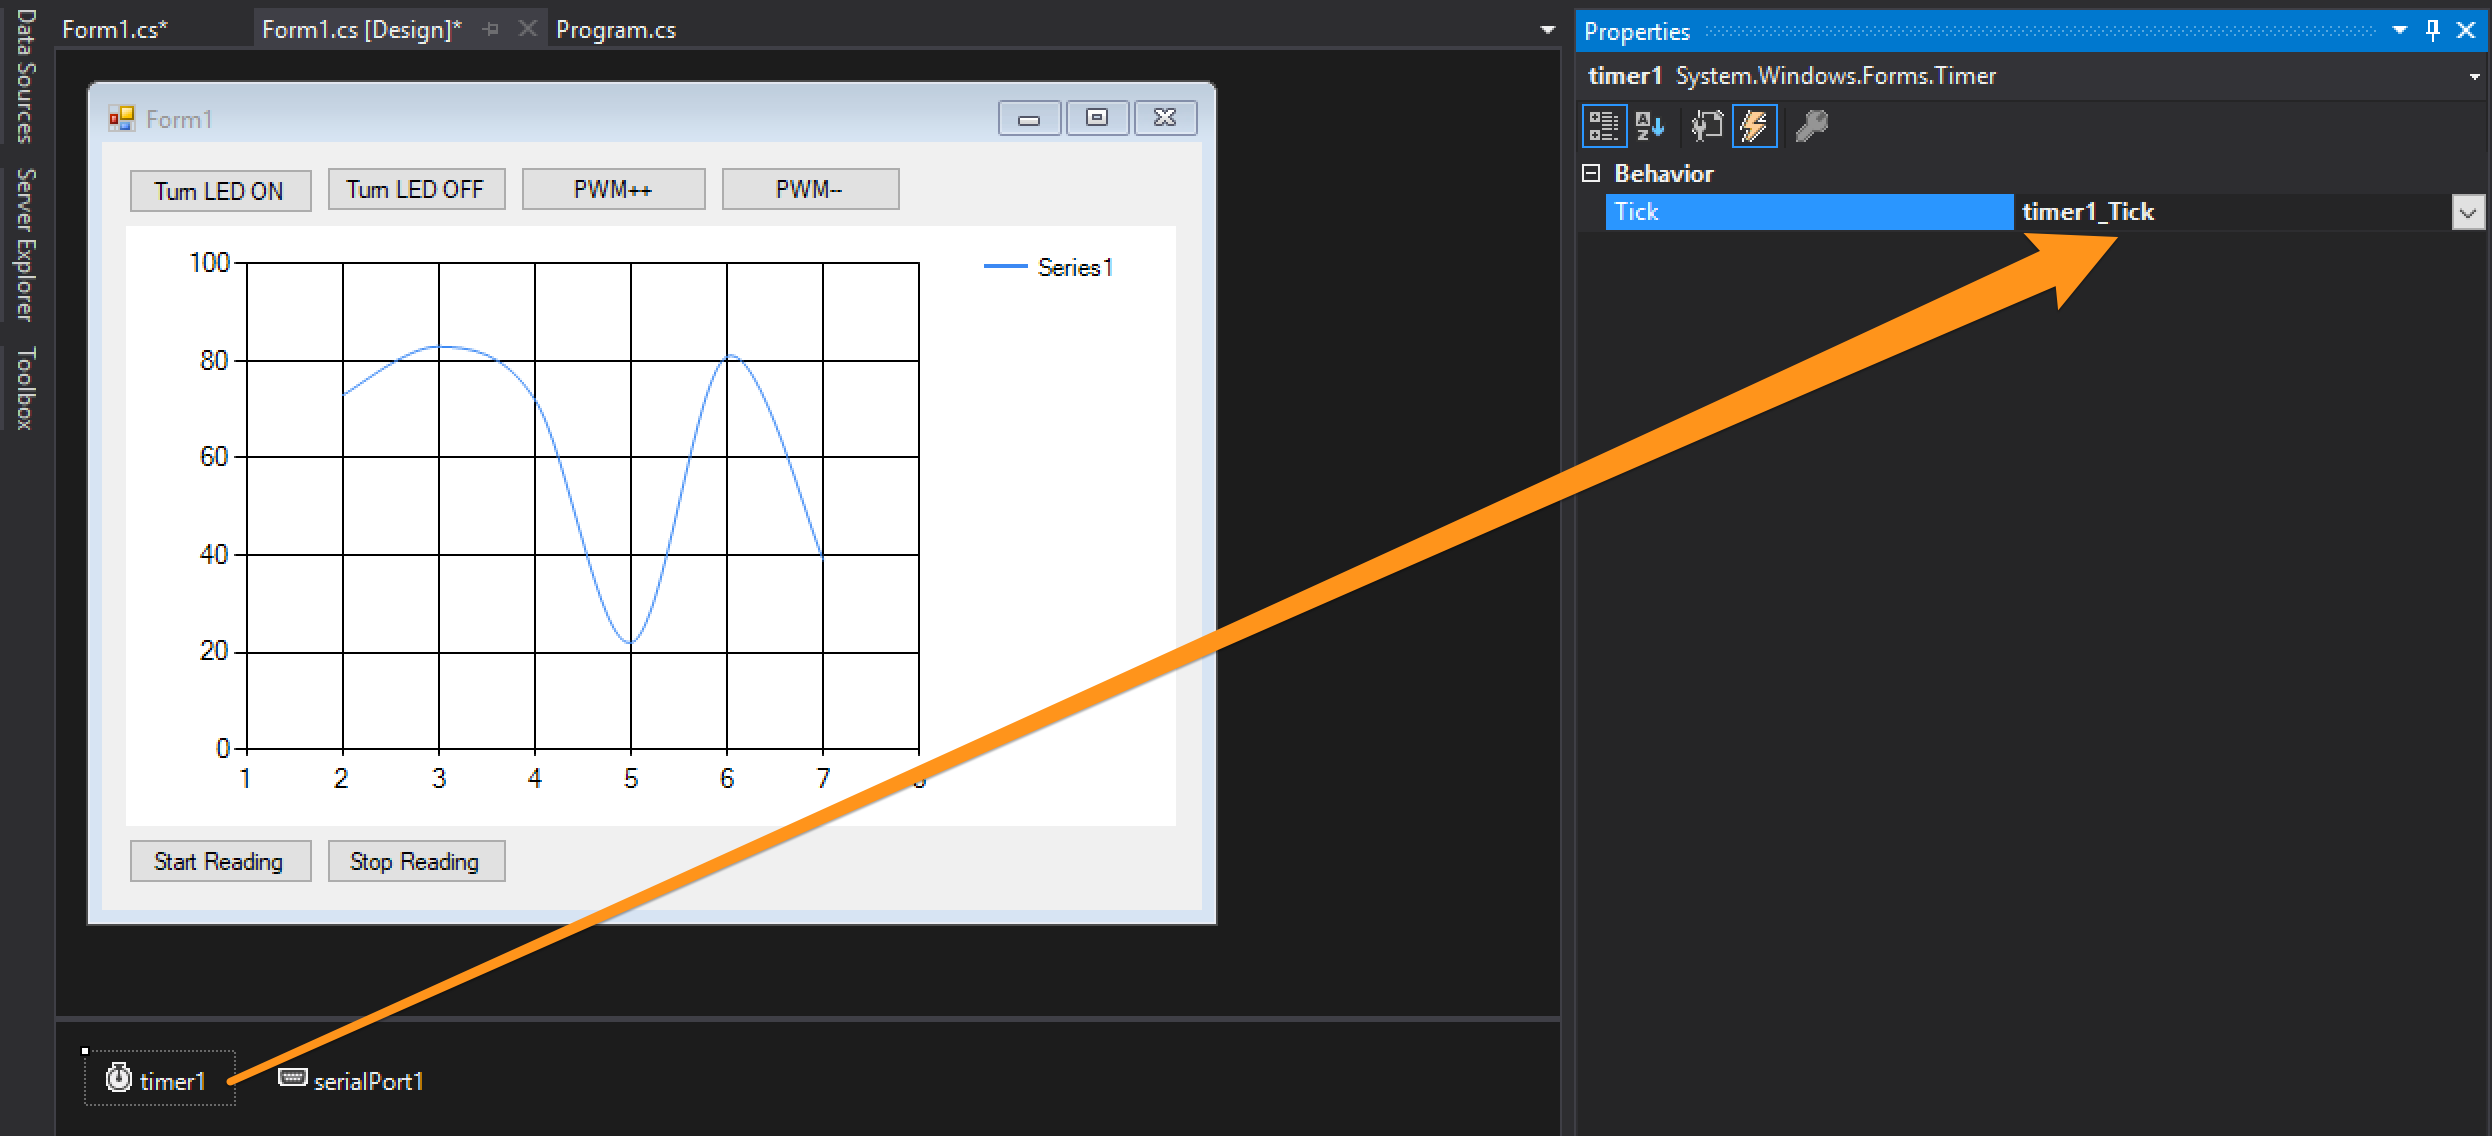 Data Sources
Server Explorer
Toolbox
Form1.cs*
Form1.cs [Design]*
Program.cs
Form1
Turn LED ON
Turn LED OFF
PWM++
PWM--
100
80
60
40
20
0
1 2 3 4 5 6 7
Series1
Start Reading
Stop Reading
timer1
serialPort1
Properties
timer1 System.Windows.Forms.Timer
Behavior
Tick timer1_Tick